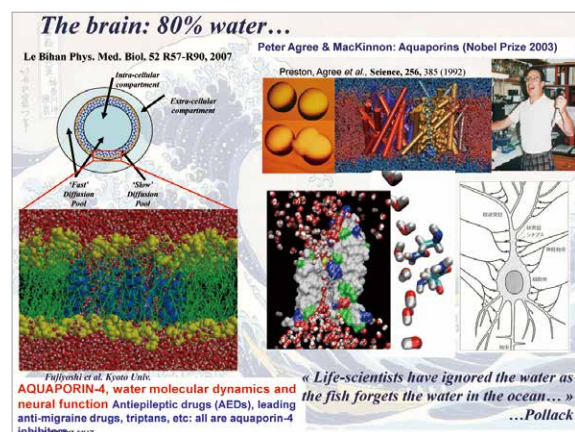 The brain: 80% water…
Le Bihan Phys. Med. Biol. 52 R57-R90, 2007
Intra-cellular
compartment
Extra-cellular
compartment
'Fast'
Diffusion
Pool
'Slow'
Diffusion
Pool
Fujiyoshi et al. Kyoto Univ.
AQUAPORIN-4, water molecular dynamics and
neural function Antiepileptic drugs (AEDs), leading
anti-migraine drugs, triptans, etc: all are aquaporin-4
inhibitors
Peter Agree & MacKinnon: Aquaporins (Nobel Prize 2003)
Preston, Agree et al., Science, 256, 385 (1992)
« Life-scientists have ignored the water as
the fish forgets the water in the ocean… »
…Pollack